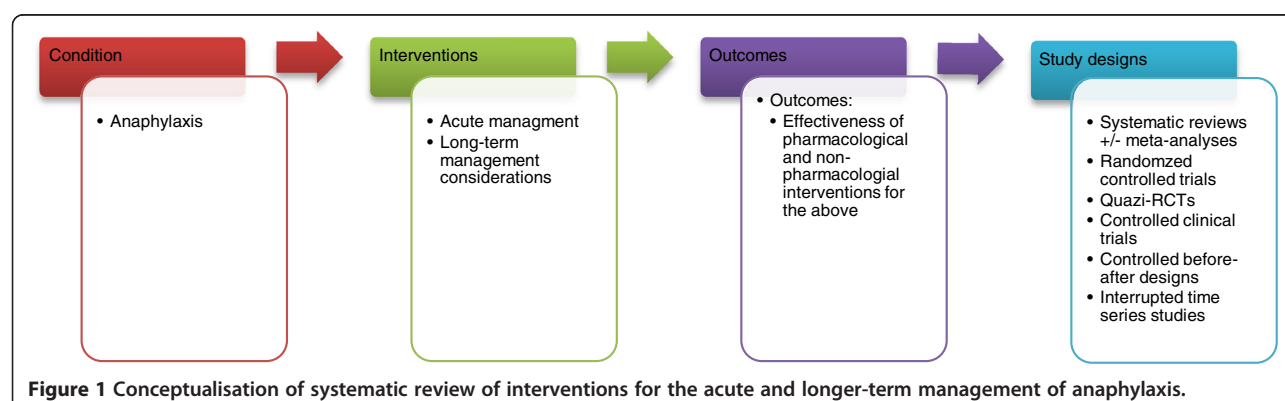 Condition
• Anaphylaxis
Interventions
• Acute managment
• Long-term
management
considerations
Outcomes
• Outcomes:
• Effectiveness of
pharmacological
and non-
pharmacologial
interventions for
the above
Study designs
• Systematic reviews
+/- meta-analyses
• Randomzed
controlled trials
• Quazi-RCTs
• Controlled clinical
trials
• Controlled before-
after designs
• Interrupted time
series studies
Figure 1 Conceptualisation of systematic review of interventions for the acute and longer-term management of anaphylaxis.